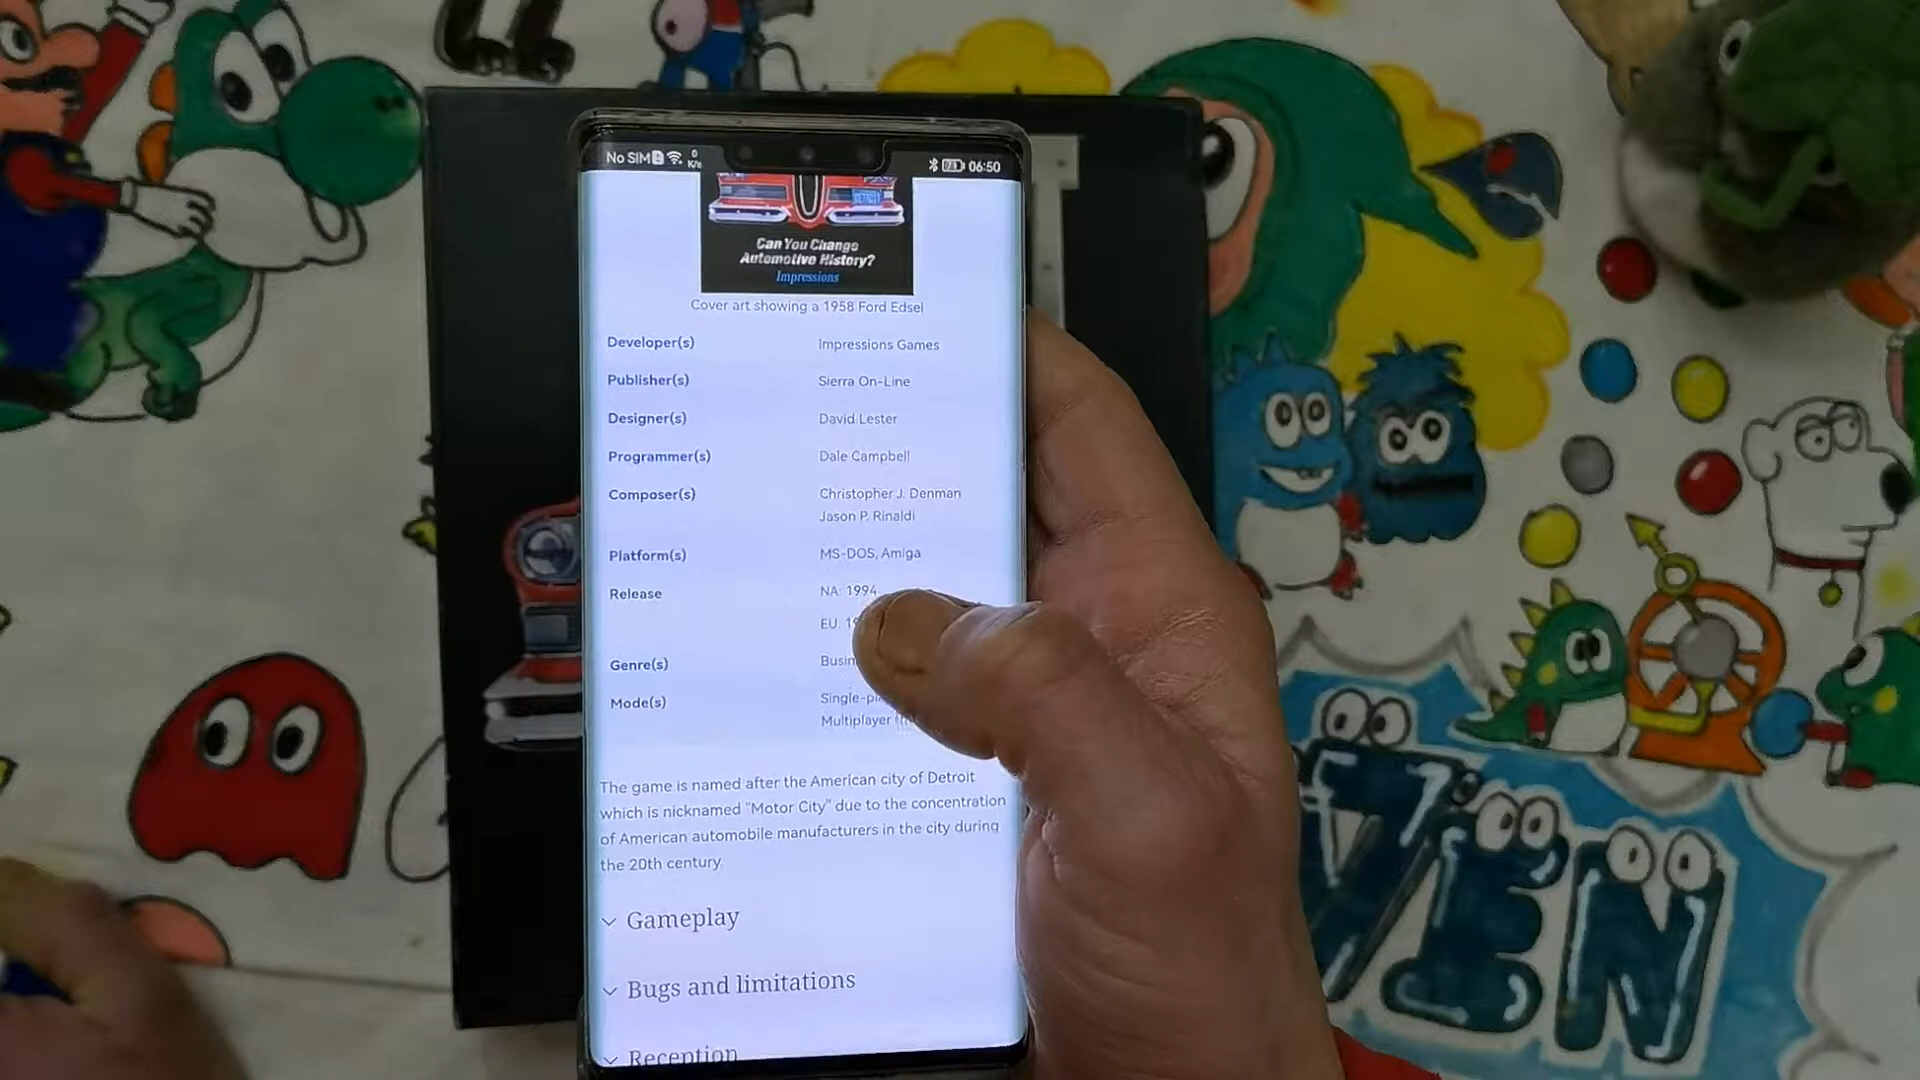 No SIM 0 K/s 06:50
DETROIT
Can You Change
Automotive History?
Impressions
Cover art showing a 1958 Ford Edsel
Developer(s) Impressions Games
Publisher(s) Sierra On-Line
Designer(s) David Lester
Programmer(s) Dale Campbell
Composer(s) Christopher J. Denman
Jason P. Rinaldi
Platform(s) MS-DOS, Amiga
Release NA: 1994
EU:
Genre(s)
Mode(s)
Multiplayer
The game is named after the American city of Detroit
which is nicknamed "Motor City" due to the concentration
of American automobile manufacturers in the city during
the 20th century.
Gameplay
Bugs and limitations
Reception